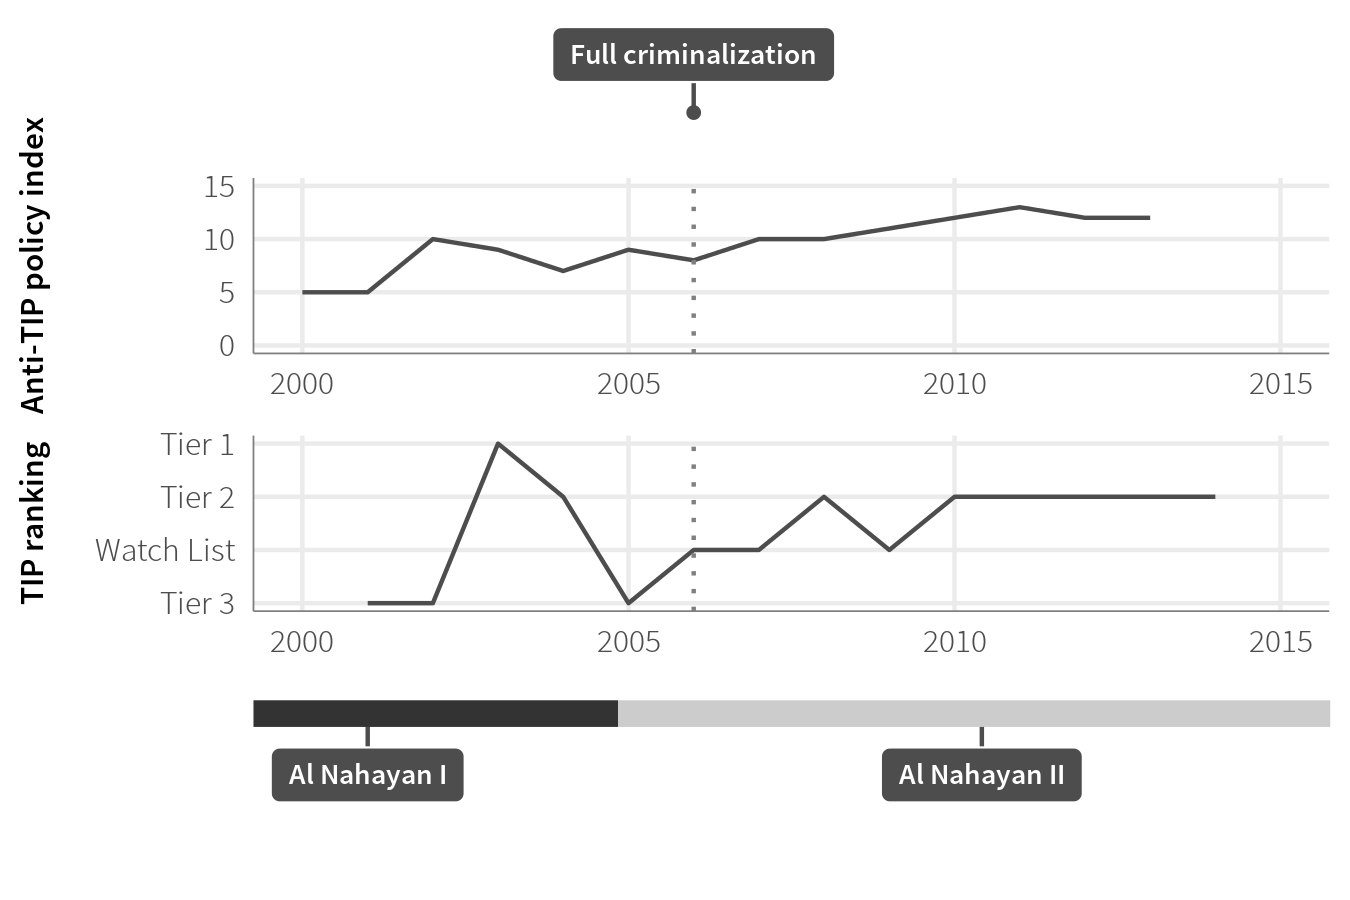 Full criminalization
Anti-TIP policy index
15
10
5
0
2000 2005 2010 2015
TIP ranking
Tier 1
Tier 2
Watch List
Tier 3
2000 2005 2010 2015
Al Nahayan I Al Nahayan II